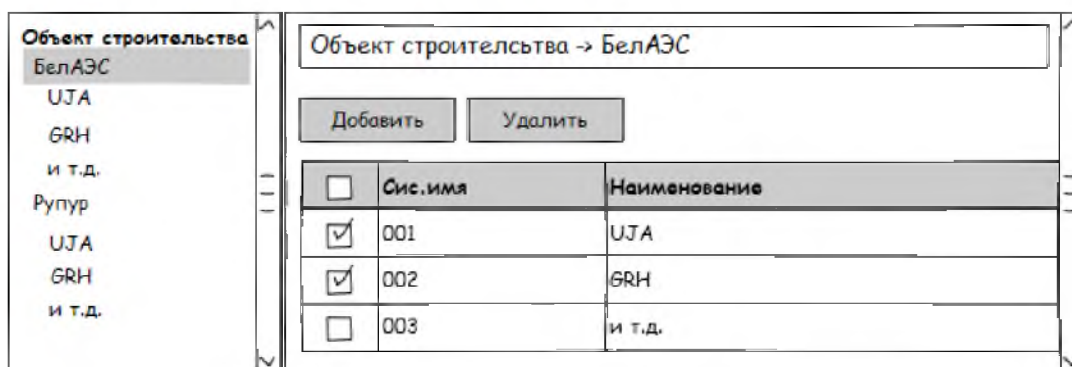 Объект строительства
БелАЭС
UJA
GRH
и т.д.
Рупур
UJA
GRH
и т.д.
Объект строителсьтва -> БелАЭС
Добавить Удалить
Сис.имя Наименование
001 UJA
002 GRH
003 и т.д.